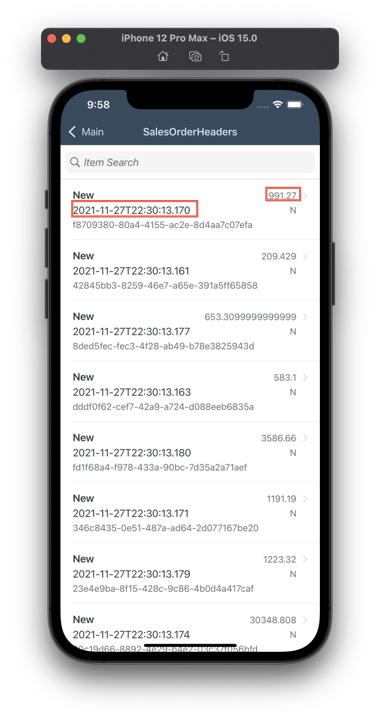 iPhone 12 Pro Max – iOS 15.0
9:58
Main
SalesOrderHeaders
Item Search
New 991.27
2021-11-27T22:30:13.170 N
f8709380-80a4-4155-ac2e-8d4aa7c07efa
New 209.429
2021-11-27T22:30:13.161 N
42845bb3-8259-46e7-a65e-391a5ff65858
New 653.3099999999999
2021-11-27T22:30:13.177 N
8ded5fec-fec3-4f28-ab49-b78e3825943d
New 583.1
2021-11-27T22:30:13.163 N
dddf0f62-cef7-42a9-a724-d088eeb6835a
New 3586.66
2021-11-27T22:30:13.180 N
fd1f68a4-f978-433a-90bc-7d35a2a71aef
New 1191.19
2021-11-27T22:30:13.171 N
346c8435-0e51-487a-ad64-2d077167be20
New 1223.32
2021-11-27T22:30:13.179 N
23e4e9ba-8f15-428c-9c86-4b0d4a417caf
New 30348.808
2021-11-27T22:30:13.174 N